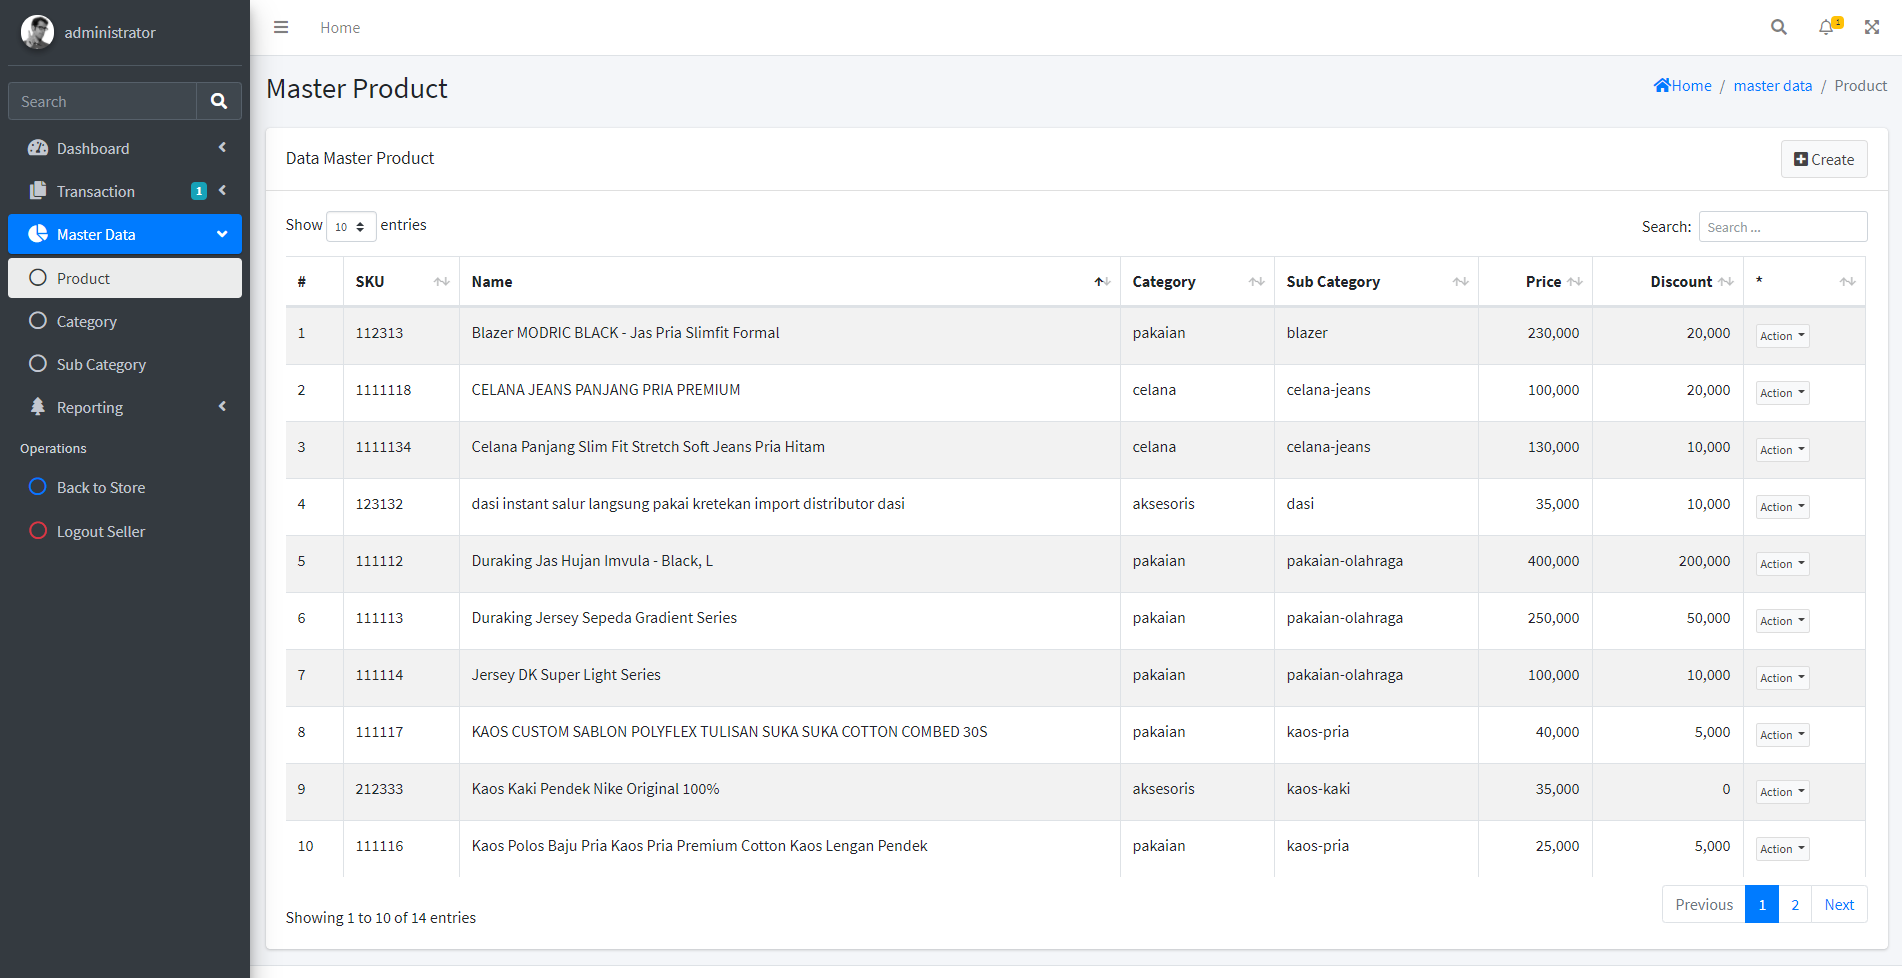 administrator
Home
1
Search
Dashboard
Transaction 1
Master Data
Product
Category
Sub Category
Reporting
Operations
Back to Store
Logout Seller
Master Product
Home / master data / Product
Data Master Product
Create
Show 10 entries
Search: Search ...
# SKU Name Category Sub Category Price Discount *
1 112313 Blazer MODRIC BLACK - Jas Pria Slimfit Formal pakaian blazer 230,000 20,000 Action
2 1111118 CELANA JEANS PANJANG PRIA PREMIUM celana celana-jeans 100,000 20,000 Action
3 1111134 Celana Panjang Slim Fit Stretch Soft Jeans Pria Hitam celana celana-jeans 130,000 10,000 Action
4 123132 dasi instant salur langsung pakai kretekan import distributor dasi aksesoris dasi 35,000 10,000 Action
5 111112 Duraking Jas Hujan Imvula - Black, L pakaian pakaian-olahraga 400,000 200,000 Action
6 111113 Duraking Jersey Sepeda Gradient Series pakaian pakaian-olahraga 250,000 50,000 Action
7 111114 Jersey DK Super Light Series pakaian pakaian-olahraga 100,000 10,000 Action
8 111117 KAOS CUSTOM SABLON POLYFLEX TULISAN SUKA SUKA COTTON COMBED 30S pakaian kaos-pria 40,000 5,000 Action
9 212333 Kaos Kaki Pendek Nike Original 100% aksesoris kaos-kaki 35,000 0 Action
10 111116 Kaos Polos Baju Pria Kaos Pria Premium Cotton Kaos Lengan Pendek pakaian kaos-pria 25,000 5,000 Action
Showing 1 to 10 of 14 entries
Previous 1 2 Next